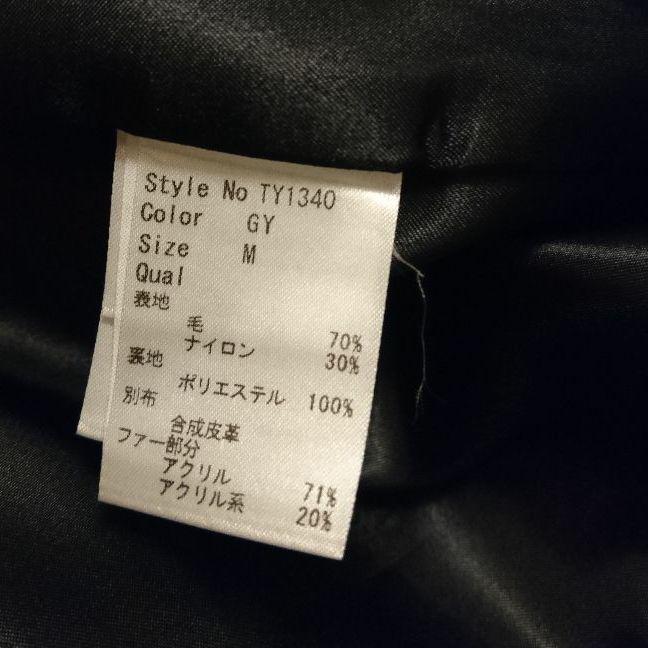 Style No TY1340
Color GY
Size M
Qual
表地
毛 70%
ナイロン 30%
裏地
ポリエステル 100%
別布
合成皮革
ファー部分
アクリル 71%
アクリル系 20%